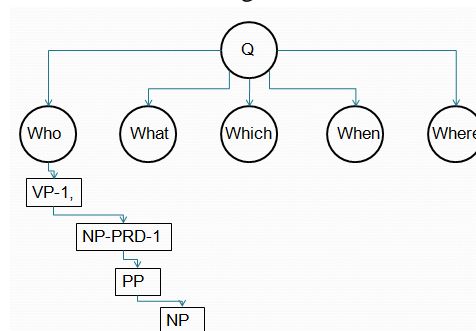 Q
Who What Which When Where
VP-1,
NP-PRD-1
PP
NP